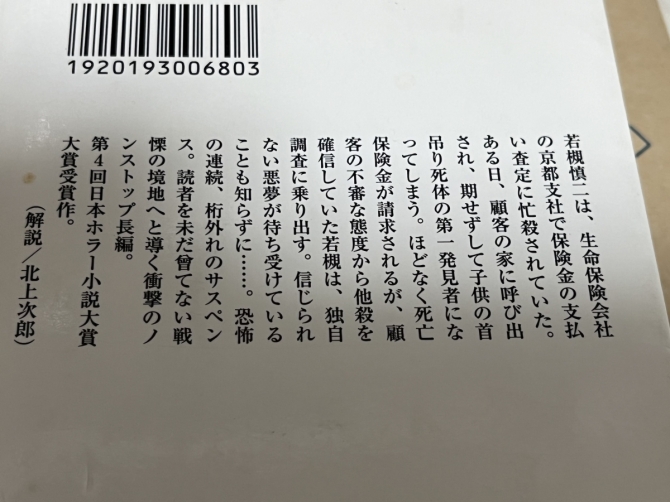 1920193006803
若槻慎二は、生命保険会社
の京都支社で保険金の支払
い査定に忙殺されていた。
ある日、顧客の家に呼び出
され、期せずして子供の首
吊り死体の第一発見者にな
ってしまう。ほどなく死亡
保険金が請求されるが、顧
客の不審な態度から他殺を
確信していた若槻は、独自
調査に乗り出す。信じられ
ない悪夢が待ち受けている
ことも知らずに……。恐怖
の連続、桁外れのサスペン
ス。読者を未だ曾てない戦
慄の境地へと導く衝撃のノ
ンストップ長編。
第4回日本ホラー小説大賞
大賞受賞作。
（解説／北上次郎）